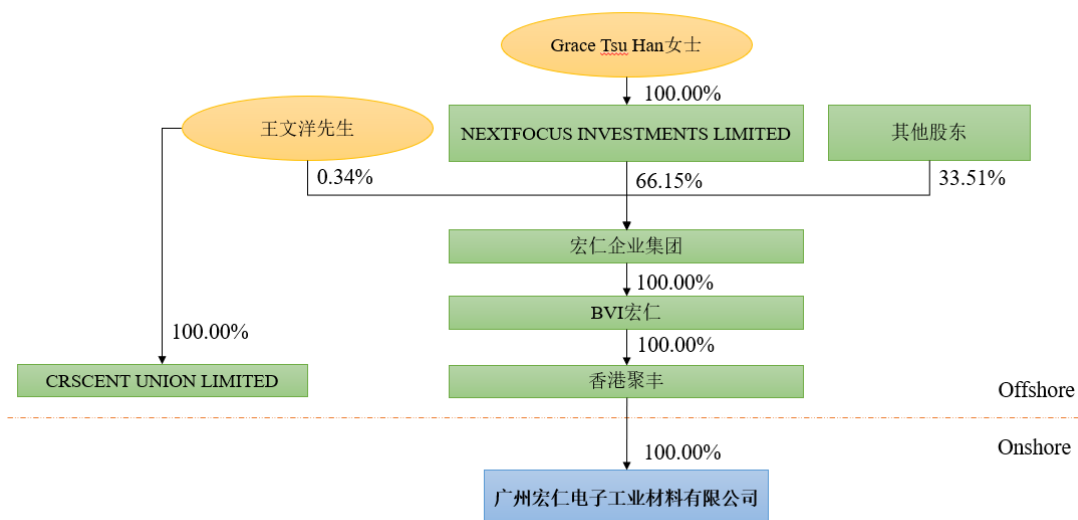 Grace Tsu Han女士
100.00%
王文洋先生
NEXTFOCUS INVESTMENTS LIMITED
其他股东
0.34%
66.15%
33.51%
宏仁企业集团
100.00%
BVI宏仁
100.00%
100.00%
CRSCENT UNION LIMITED
香港聚丰
Offshore
Onshore
100.00%
广州宏仁电子工业材料有限公司